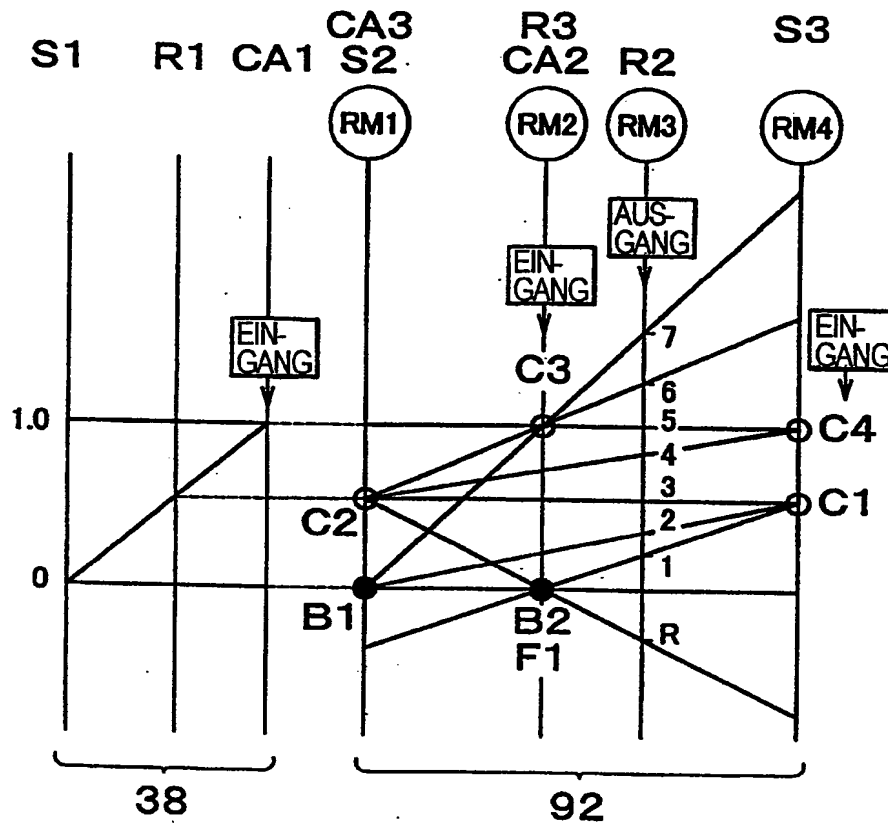 CA3 R3 S3
S1 R1 CA1 S2 CA2 R2
RM1 RM2 RM3 RM4
AUS-
GANG
EIN-
GANG
7
EIN-
GANG
EIN-
GANG
C3
6
1.0
5
C4
4
3
C1
C2
2
1
0
B1
B2
R
F1
38
92